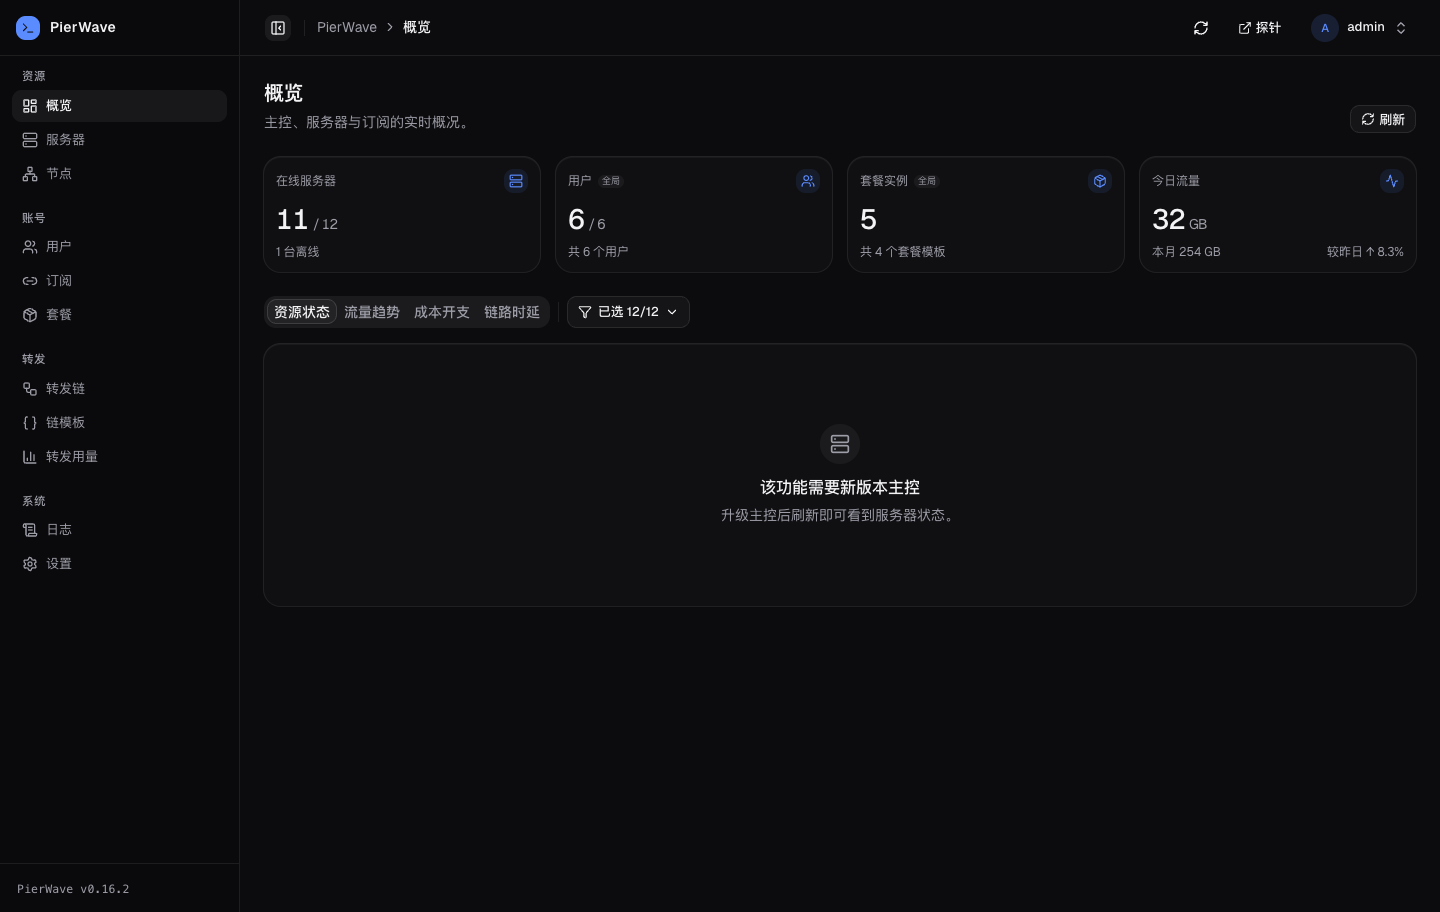 PierWave
PierWave > 概览
探针
A
admin
资源
概览
服务器
节点
账号
用户
订阅
套餐
转发
转发链
链模板
转发用量
系统
日志
设置
PierWave v0.16.2
概览
主控、服务器与订阅的实时概况。
刷新
在线服务器
11 / 12
1 台离线
用户 全局
6 / 6
共 6 个用户
套餐实例 全局
5
共 4 个套餐模板
今日流量
32 GB
本月 254 GB 较昨日 ↑ 8.3%
资源状态 流量趋势 成本开支 链路时延
已选 12/12
该功能需要新版本主控
升级主控后刷新即可看到服务器状态。